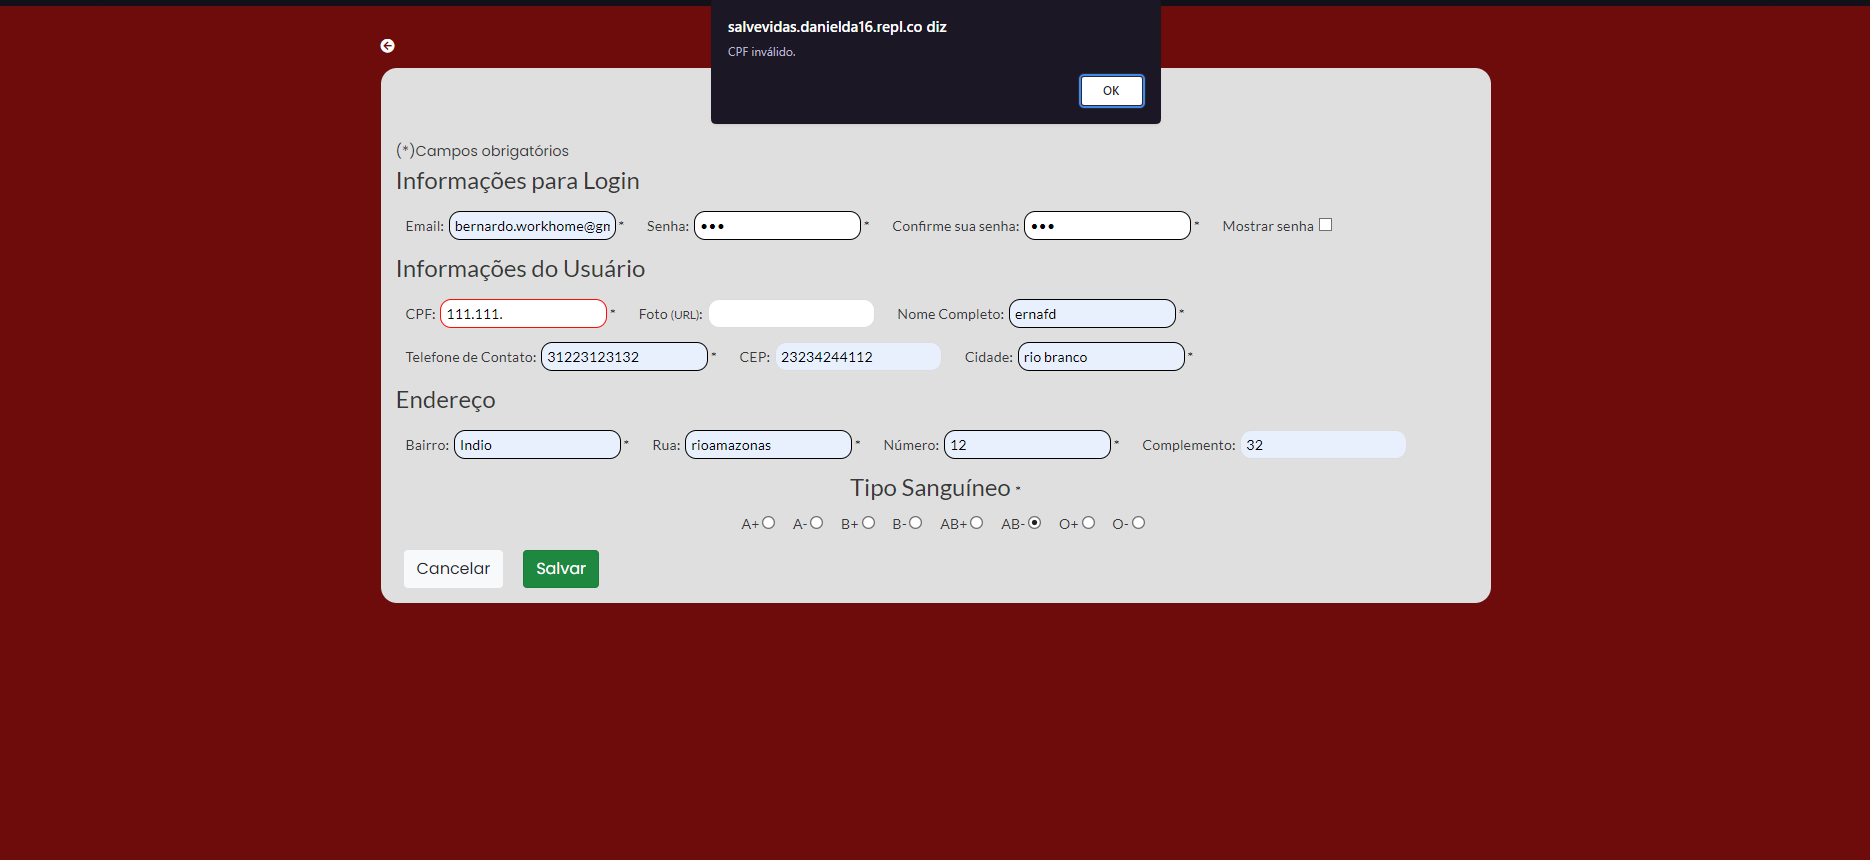 salvevidas.danielda16.repl.co diz
CPF inválido.
OK
(*)Campos obrigatórios
Informações para Login
Email: bernardo.workhome@gm * Senha: ••• * Confirme sua senha: ••• * Mostrar senha
Informações do Usuário
CPF: 111.111. * Foto (URL): Nome Completo: ernafd *
Telefone de Contato: 31223123132 * CEP: 23234244112 Cidade: rio branco *
Endereço
Bairro: Indio * Rua: rioamazonas * Número: 12 * Complemento: 32
Tipo Sanguíneo *
A+ A- B+ B- AB+ AB- O+ O-
Cancelar Salvar